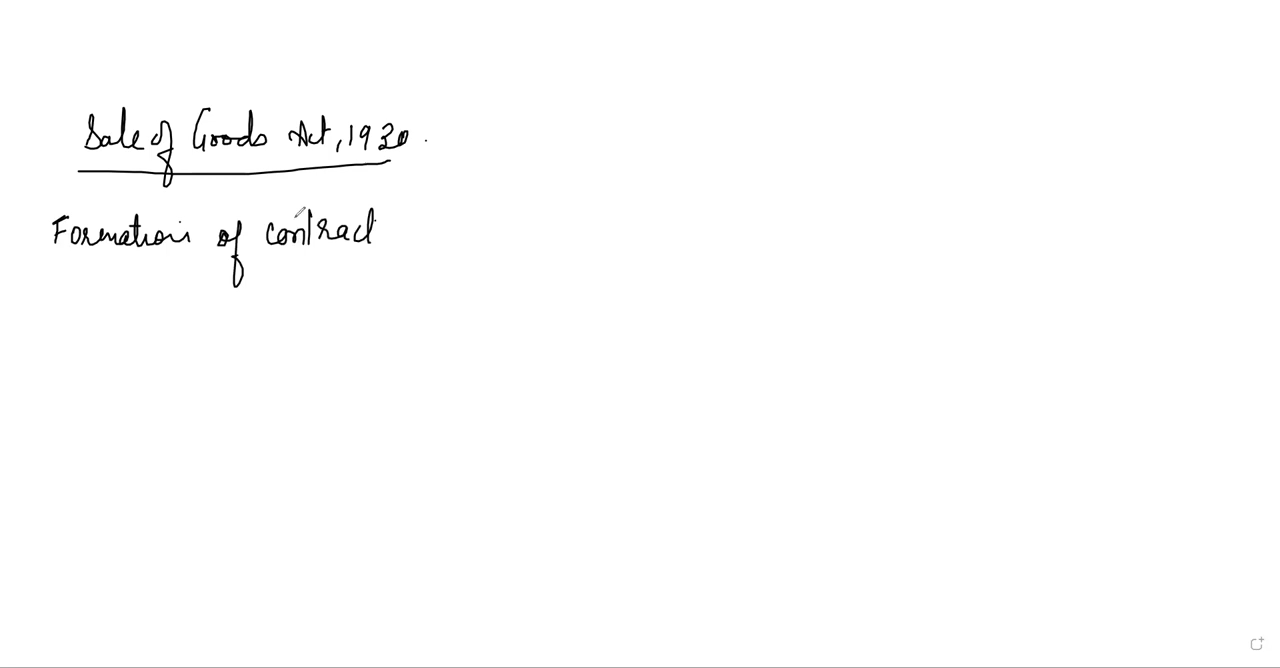 Sale of Goods Act, 1930.
Formation of contract